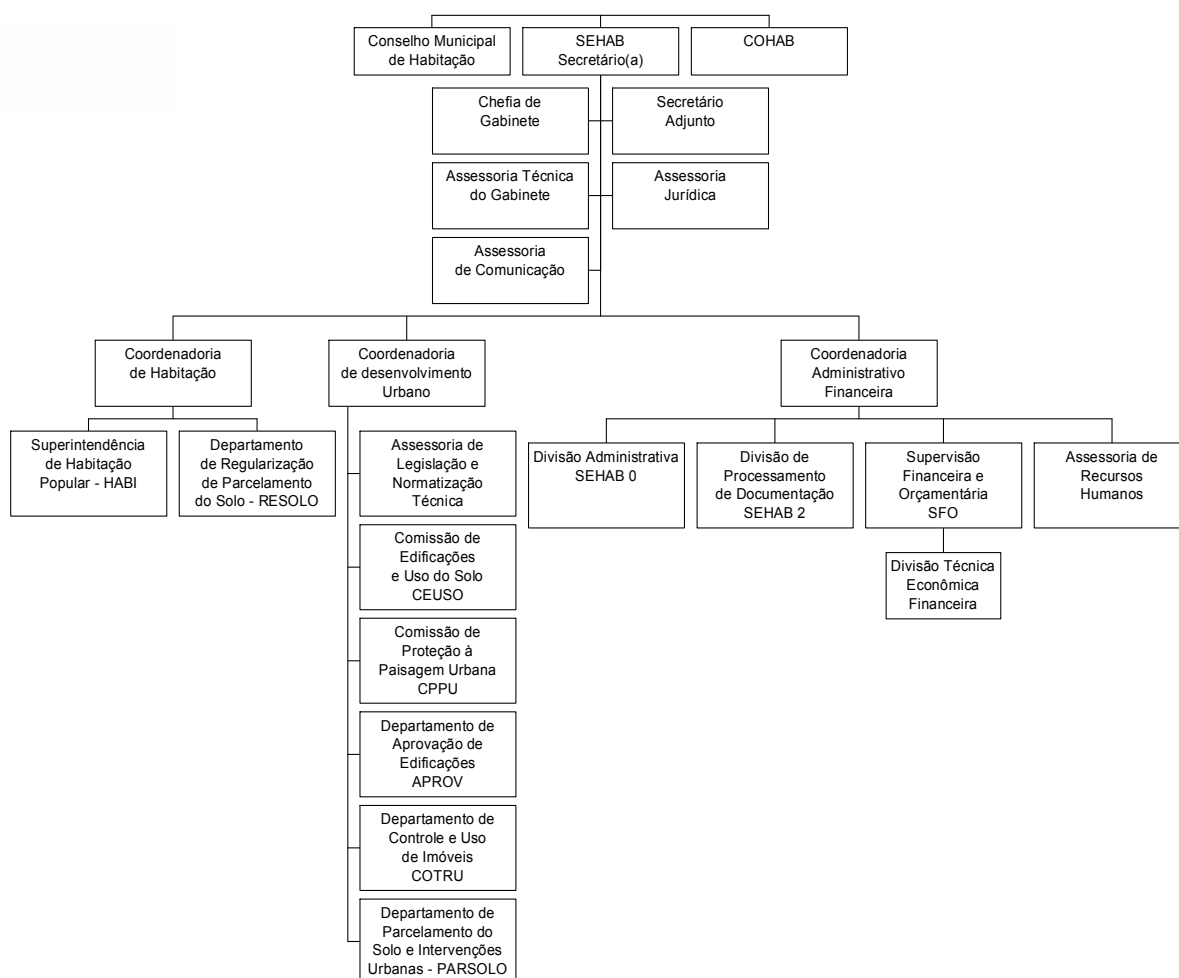 Conselho Municipal
de Habitação
SEHAB
Secretário(a)
COHAB
Chefia de
Gabinete
Secretário
Adjunto
Assessoria Técnica
do Gabinete
Assessoria
Jurídica
Assessoria
de Comunicação
Coordenadoria
de Habitação
Coordenadoria
de desenvolvimento
Urbano
Coordenadoria
Administrativo
Financeira
Superintendência
de Habitação
Popular - HABI
Departamento
de Regularização
de Parcelamento
do Solo - RESOLO
Assessoria de
Legislação e
Normatização
Técnica
Comissão de
Edificações
e Uso do Solo
CEUSO
Comissão de
Proteção à
Paisagem Urbana
CPPU
Departamento de
Aprovação de
Edificações
APROV
Departamento de
Controle e Uso
de Imóveis
COTRU
Departamento de
Parcelamento do
Solo e Intervenções
Urbanas - PARSOLO
Divisão Administrativa
SEHAB 0
Divisão de
Processamento
de Documentação
SEHAB 2
Supervisão
Financeira e
Orçamentária
SFO
Divisão Técnica
Econômica
Financeira
Assessoria de
Recursos
Humanos